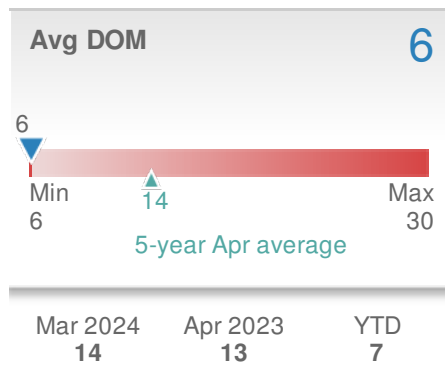 Avg DOM 6
6
Min Max
6 30
14
5-year Apr average
Mar 2024 Apr 2023 YTD
14 13 7